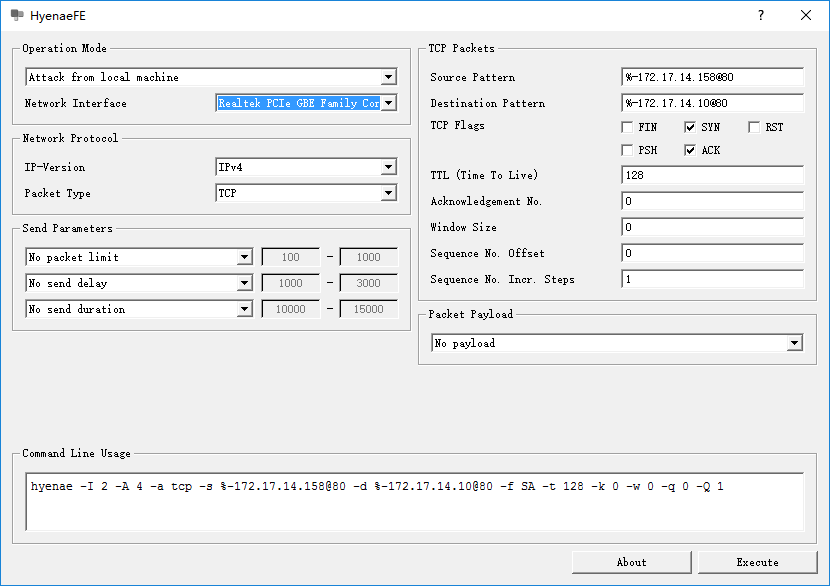 HyenaeFE
?
Operation Mode
Attack from local machine
Network Interface
Realtek PCIe GBE Family Cor
Network Protocol
IP-Version
IPv4
Packet Type
TCP
Send Parameters
No packet limit
100 - 1000
No send delay
1000 - 3000
No send duration
10000 - 15000
TCP Packets
Source Pattern
%-172.17.14.158@80
Destination Pattern
%-172.17.14.10@80
TCP Flags
FIN SYN RST
PSH ACK
TTL (Time To Live)
128
Acknowledgement No.
0
Window Size
0
Sequence No. Offset
0
Sequence No. Incr. Steps
1
Packet Payload
No payload
Command Line Usage
hyenae -I 2 -A 4 -a tcp -s %-172.17.14.158@80 -d %-172.17.14.10@80 -f SA -t 128 -k 0 -w 0 -q 0 -Q 1
About
Execute